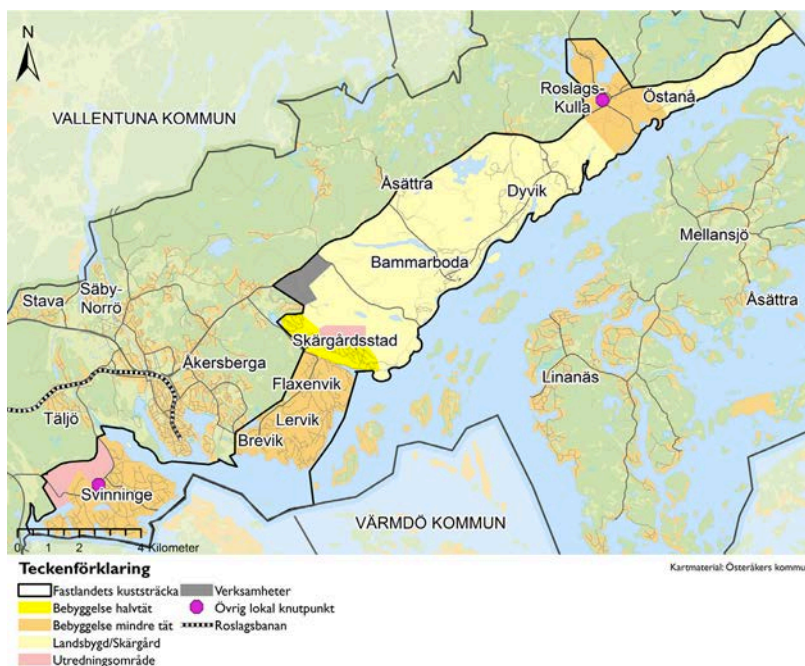 N
Roslags-
Kulla
Östanå
VALLENTUNA KOMMUN
Åsättra
Dyvik
Mellansjö
Bammarboda
Säby-
Norrö
Stava
Åsättra
Skärgårdsstad
Åkersberga
Flaxenvik
Linanäs
Täljö
Lervik
Brevik
Svinninge
VÄRMDÖ KOMMUN
0 1 2 4 Kilometer
Teckenförklaring
Kartmaterial: Österåkers kommu
Fastlandets kuststräcka
Verksamheter
Bebyggelse halvtät
Övrig lokal knutpunkt
Bebyggelse mindre tät
Roslagsbanan
Landsbygd/Skärgård
Utredningsområde